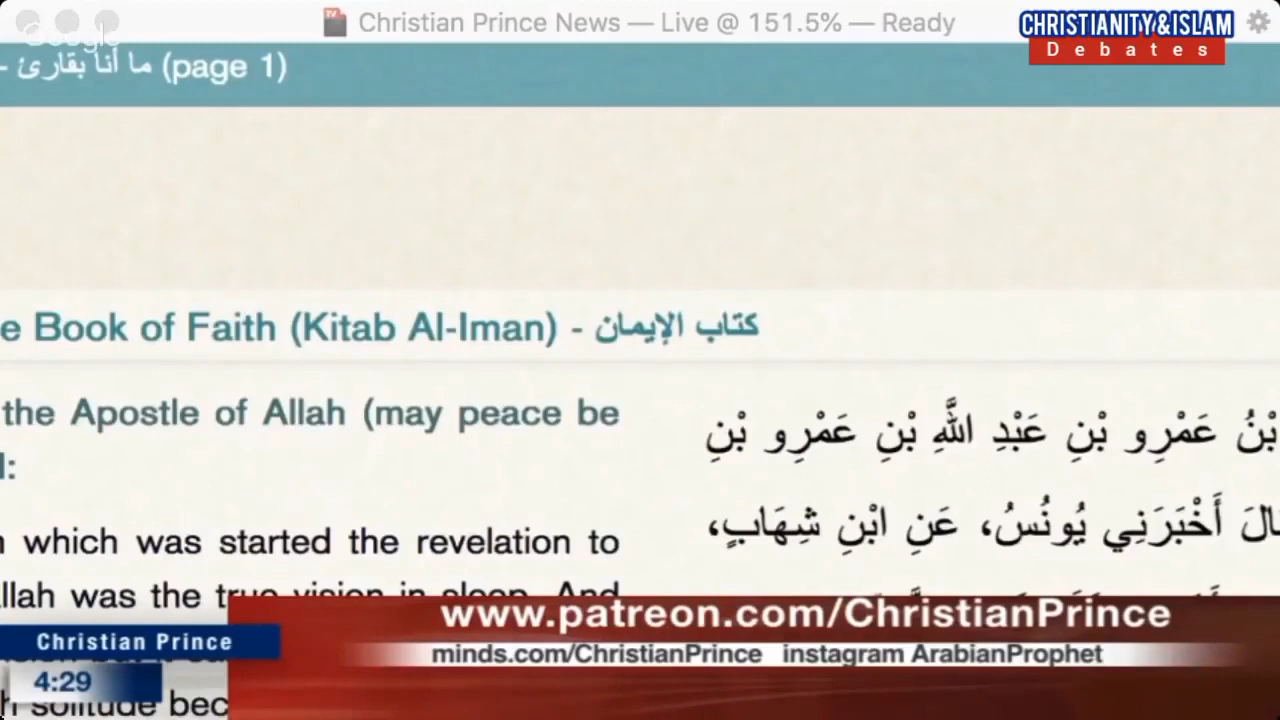 Christian Prince News — Live @ 151.5% — Ready
CHRISTIANITY&ISLAM
Debates
Google
ما أنا بقارئ - (page 1)
e Book of Faith (Kitab Al-Iman) - كتاب الإيمان
the Apostle of Allah (may peace be
:
which was started the revelation to
llah was the true vision in sleep. And
h solitude bec
بْنُ عَمْرِو بْنِ عَبْدِ اللَّهِ بْنِ عَمْرِو بْنِ
الَ أَخْبَرَنِي يُونُسُ، عَنِ ابْنِ شِهَابٍ،
www.patreon.com/ChristianPrince
minds.com/ChristianPrince instagram ArabianProphet
Christian Prince
4:29